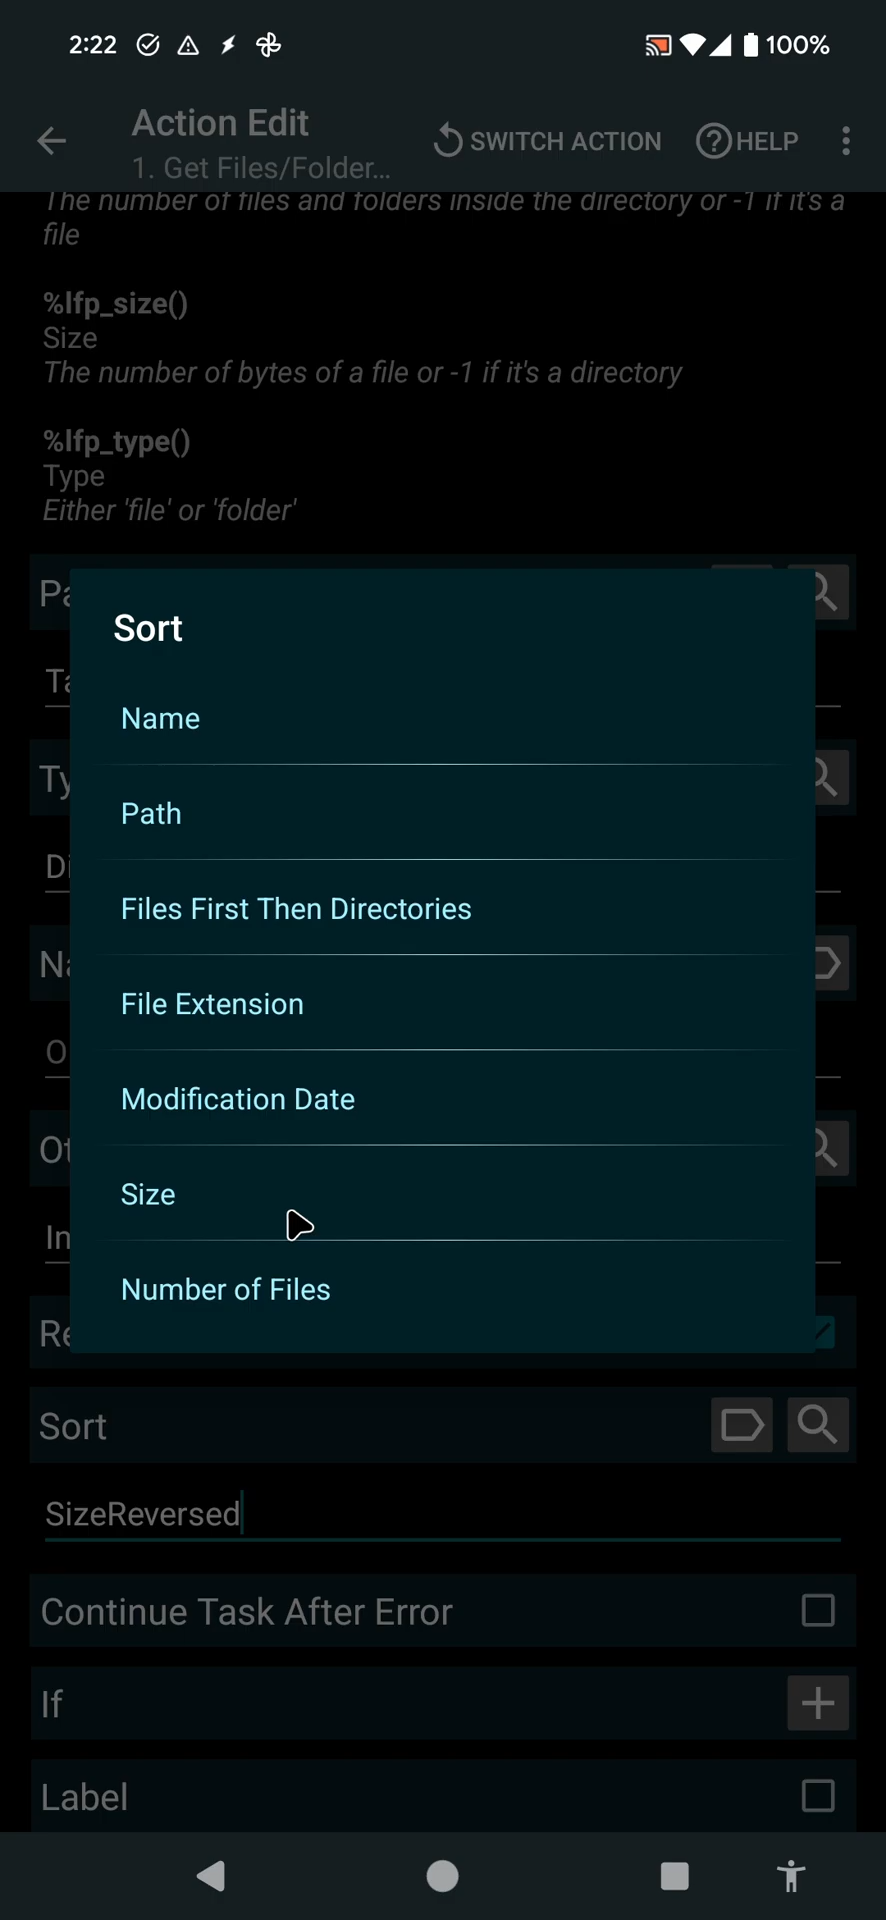 2:22
100%
Action Edit
1. Get Files/Folder...
SWITCH ACTION
HELP
The number of files and folders inside the directory or -1 if it's a
file
%lfp_size()
Size
The number of bytes of a file or -1 if it's a directory
%lfp_type()
Type
Either 'file' or 'folder'
Sort
Name
Path
Files First Then Directories
File Extension
Modification Date
Size
Number of Files
Sort
SizeReversed
Continue Task After Error
If
Label